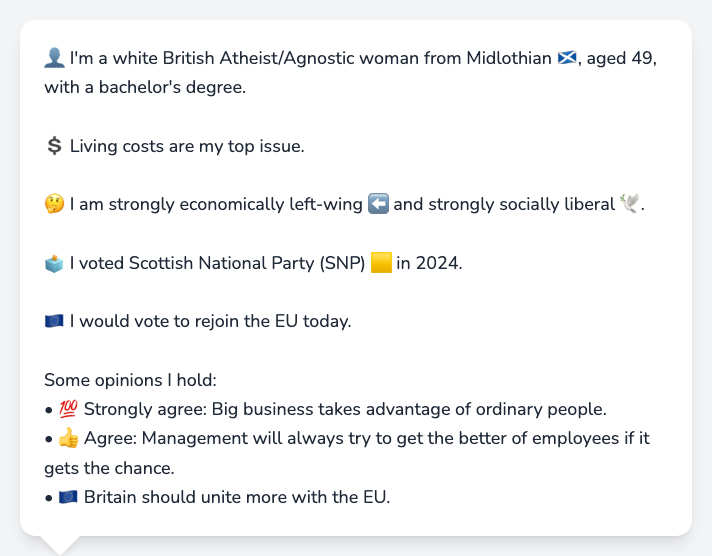 👤 I'm a white British Atheist/Agnostic woman from Midlothian 🏴󠁧󠁢󠁳󠁣󠁴󠁿, aged 49,
with a bachelor's degree.
💲 Living costs are my top issue.
🤔 I am strongly economically left-wing ⬅️ and strongly socially liberal 🕊️.
🗳️ I voted Scottish National Party (SNP) 🟨 in 2024.
🇪🇺 I would vote to rejoin the EU today.
Some opinions I hold:
• 💯 Strongly agree: Big business takes advantage of ordinary people.
• 👍 Agree: Management will always try to get the better of employees if it
gets the chance.
• 🇪🇺 Britain should unite more with the EU.